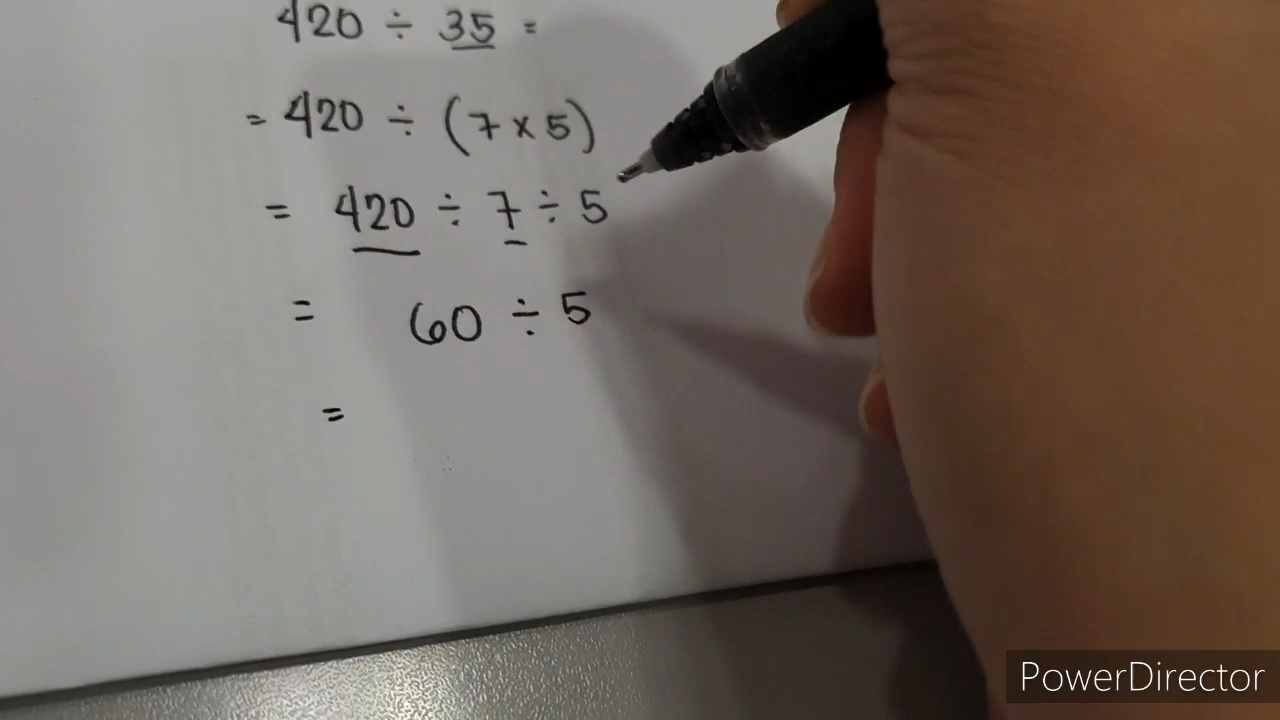 420 ÷ 35 =
= 420 ÷ (7 × 5)
= 420 ÷ 7 ÷ 5
= 60 ÷ 5
=
PowerDirector